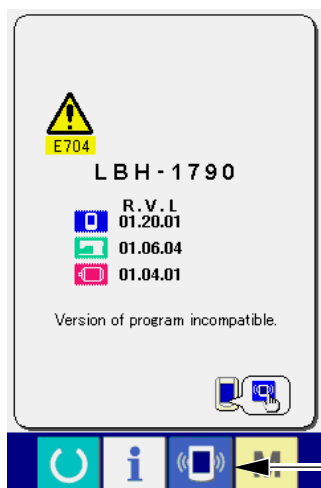 E704
LBH-1790
R.V.L
01.20.01
01.06.04
01.04.01
Version of program incompatible.
i
M